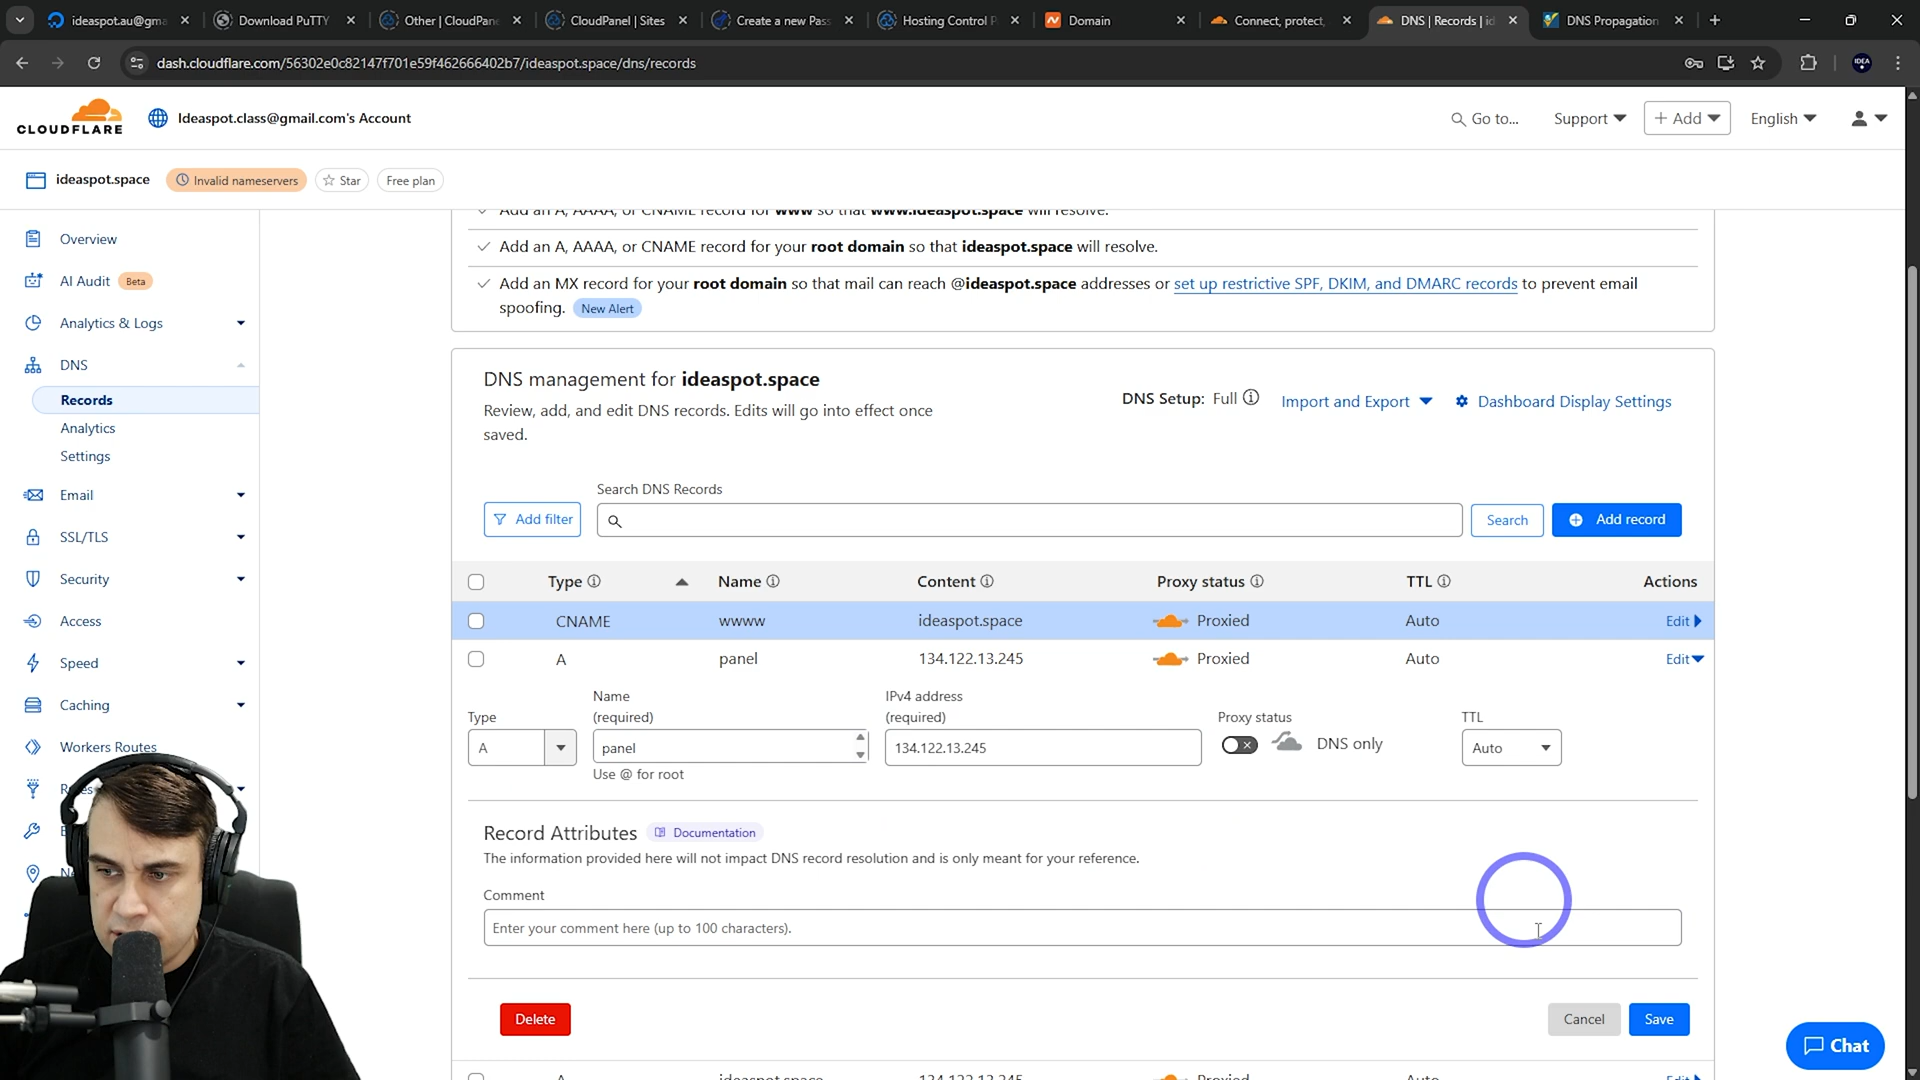 ideaspot.au@gma
Download PuTTY
Other | CloudPane
CloudPanel | Sites
Create a new Pass
Hosting Control P
Domain
Connect, protect,
DNS | Records | id
DNS Propagation
dash.cloudflare.com/56302e0c82147f701e59f462666402b7/ideaspot.space/dns/records
IDEA
CLOUDFLARE
Ideaspot.class@gmail.com's Account
Go to...
Support
+ Add
English
ideaspot.space
Invalid nameservers
Star
Free plan
Overview
AI Audit Beta
Analytics & Logs
DNS
Records
Analytics
Settings
Email
SSL/TLS
Security
Access
Speed
Caching
Workers Routes
Add an A, AAAA, or CNAME record for www so that www.ideaspot.space will resolve.
Add an A, AAAA, or CNAME record for your root domain so that ideaspot.space will resolve.
Add an MX record for your root domain so that mail can reach @ideaspot.space addresses or set up restrictive SPF, DKIM, and DMARC records to prevent email
spoofing. New Alert
DNS management for ideaspot.space
Review, add, and edit DNS records. Edits will go into effect once
saved.
DNS Setup: Full
Import and Export
Dashboard Display Settings
Search DNS Records
Add filter
Search
Add record
Type Name Content Proxy status TTL Actions
CNAME wwww ideaspot.space Proxied Auto Edit
A panel 134.122.13.245 Proxied Auto Edit
Type
Name
(required)
IPv4 address
(required)
Proxy status
TTL
A
panel
134.122.13.245
DNS only
Auto
Use @ for root
Record Attributes Documentation
The information provided here will not impact DNS record resolution and is only meant for your reference.
Comment
Enter your comment here (up to 100 characters).
Delete
Cancel
Save
Chat
A ideaspot.space 134.122.13.245 Proxied Auto Edit